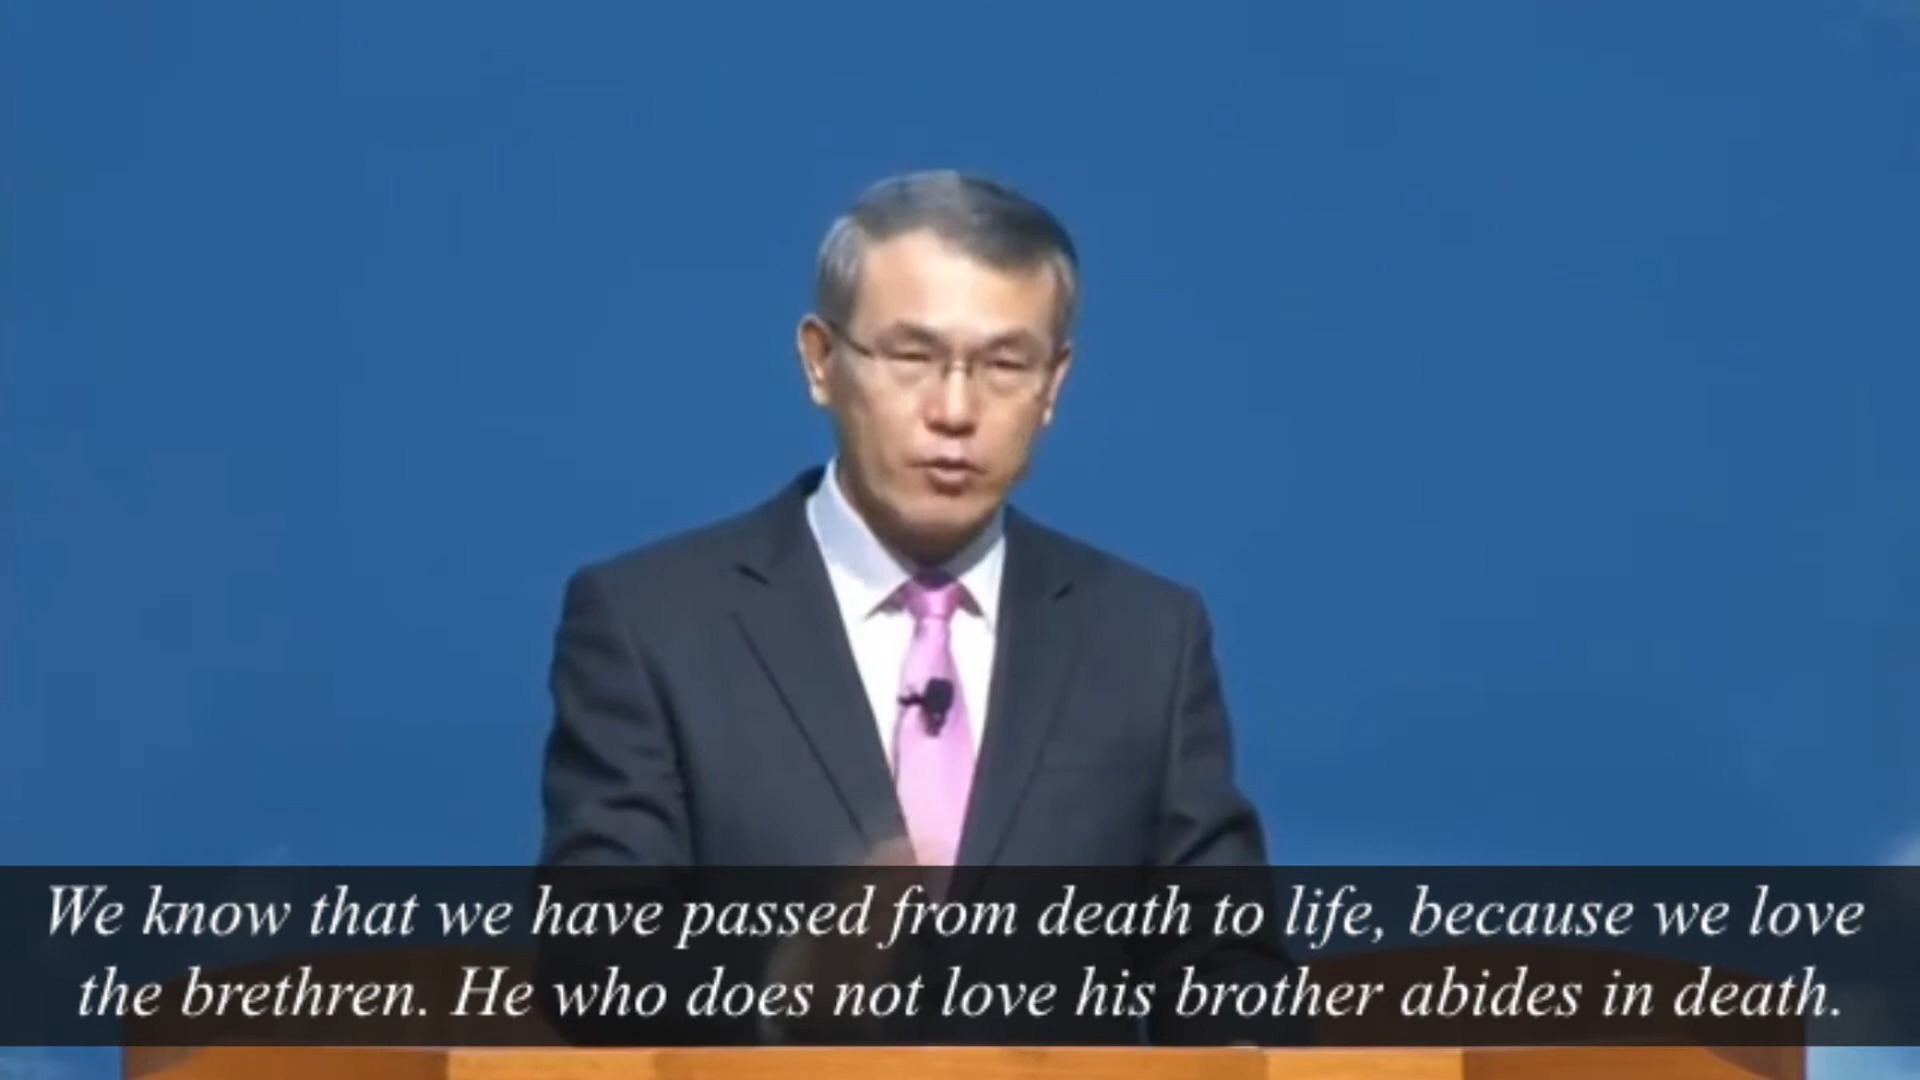 We know that we have passed from death to life, because we love
the brethren. He who does not love his brother abides in death.